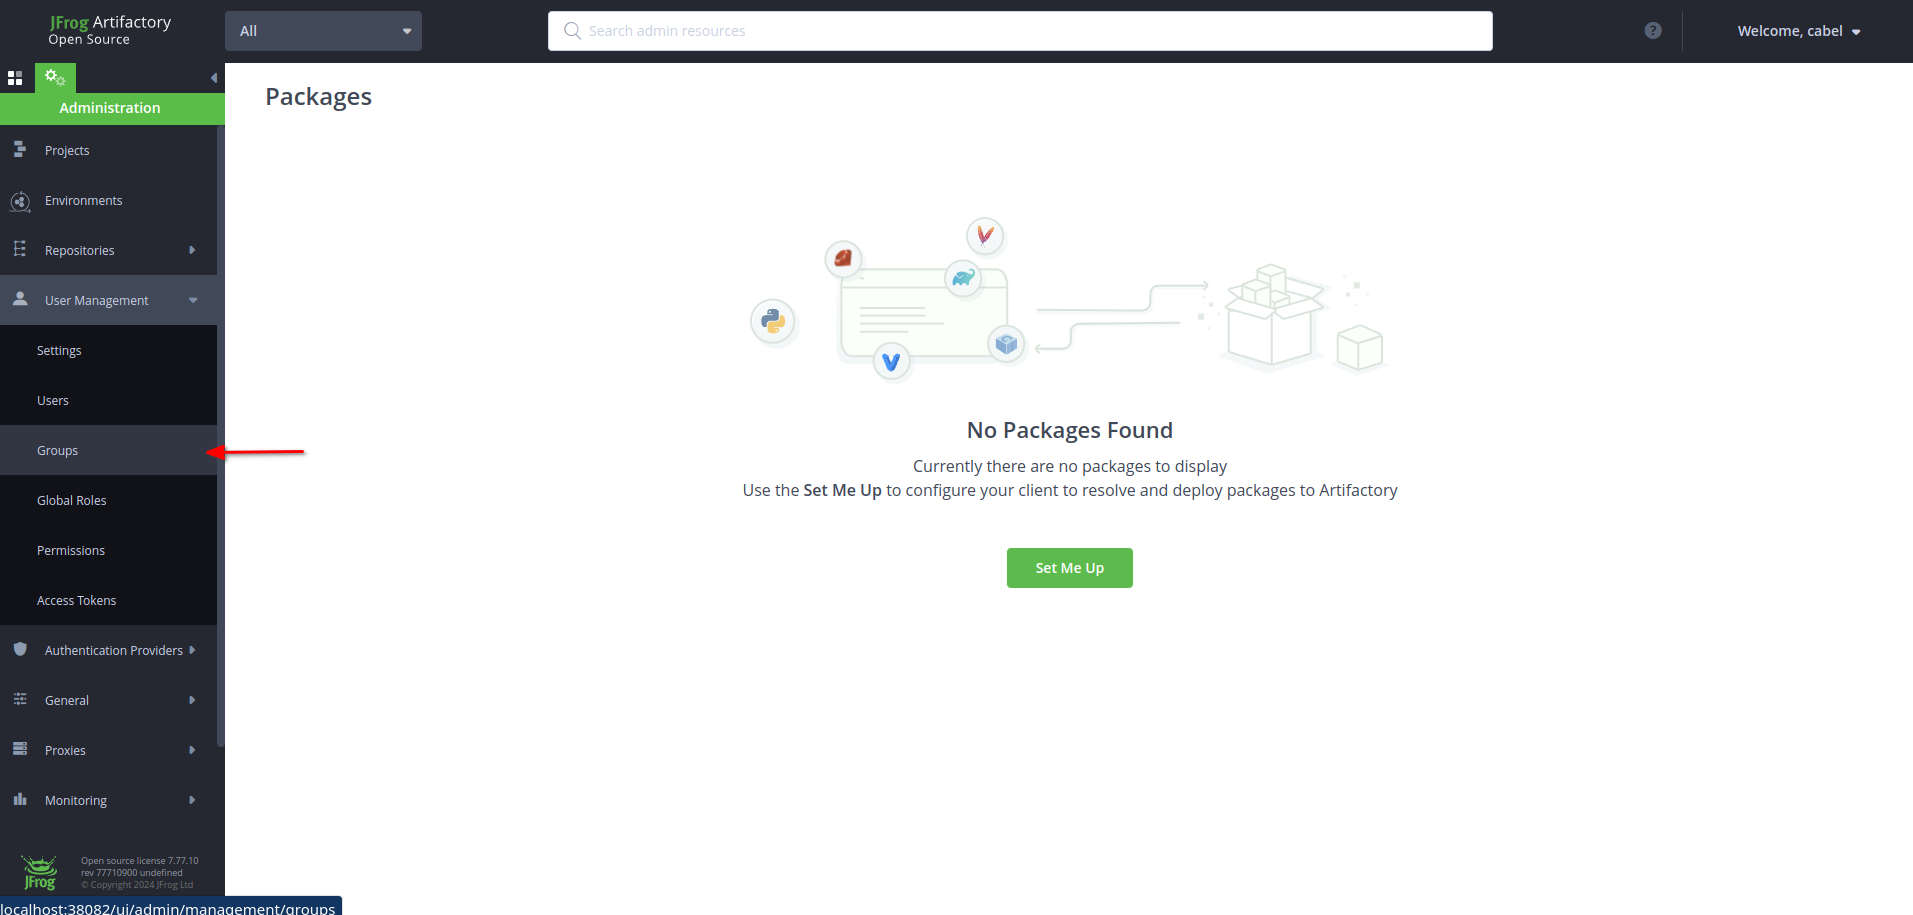 JFrog Artifactory
Open Source
All
Search admin resources
?
Welcome, cabel
Administration
Packages
Projects
Environments
Repositories
User Management
Settings
Users
Groups
Global Roles
Permissions
Access Tokens
Authentication Providers
General
Proxies
Monitoring
No Packages Found
Currently there are no packages to display
Use the Set Me Up to configure your client to resolve and deploy packages to Artifactory
Set Me Up
JFrog
Open source license 7.77.10
rev 77710900 undefined
© Copyright 2024 JFrog Ltd
localhost:38082/ui/admin/management/groups